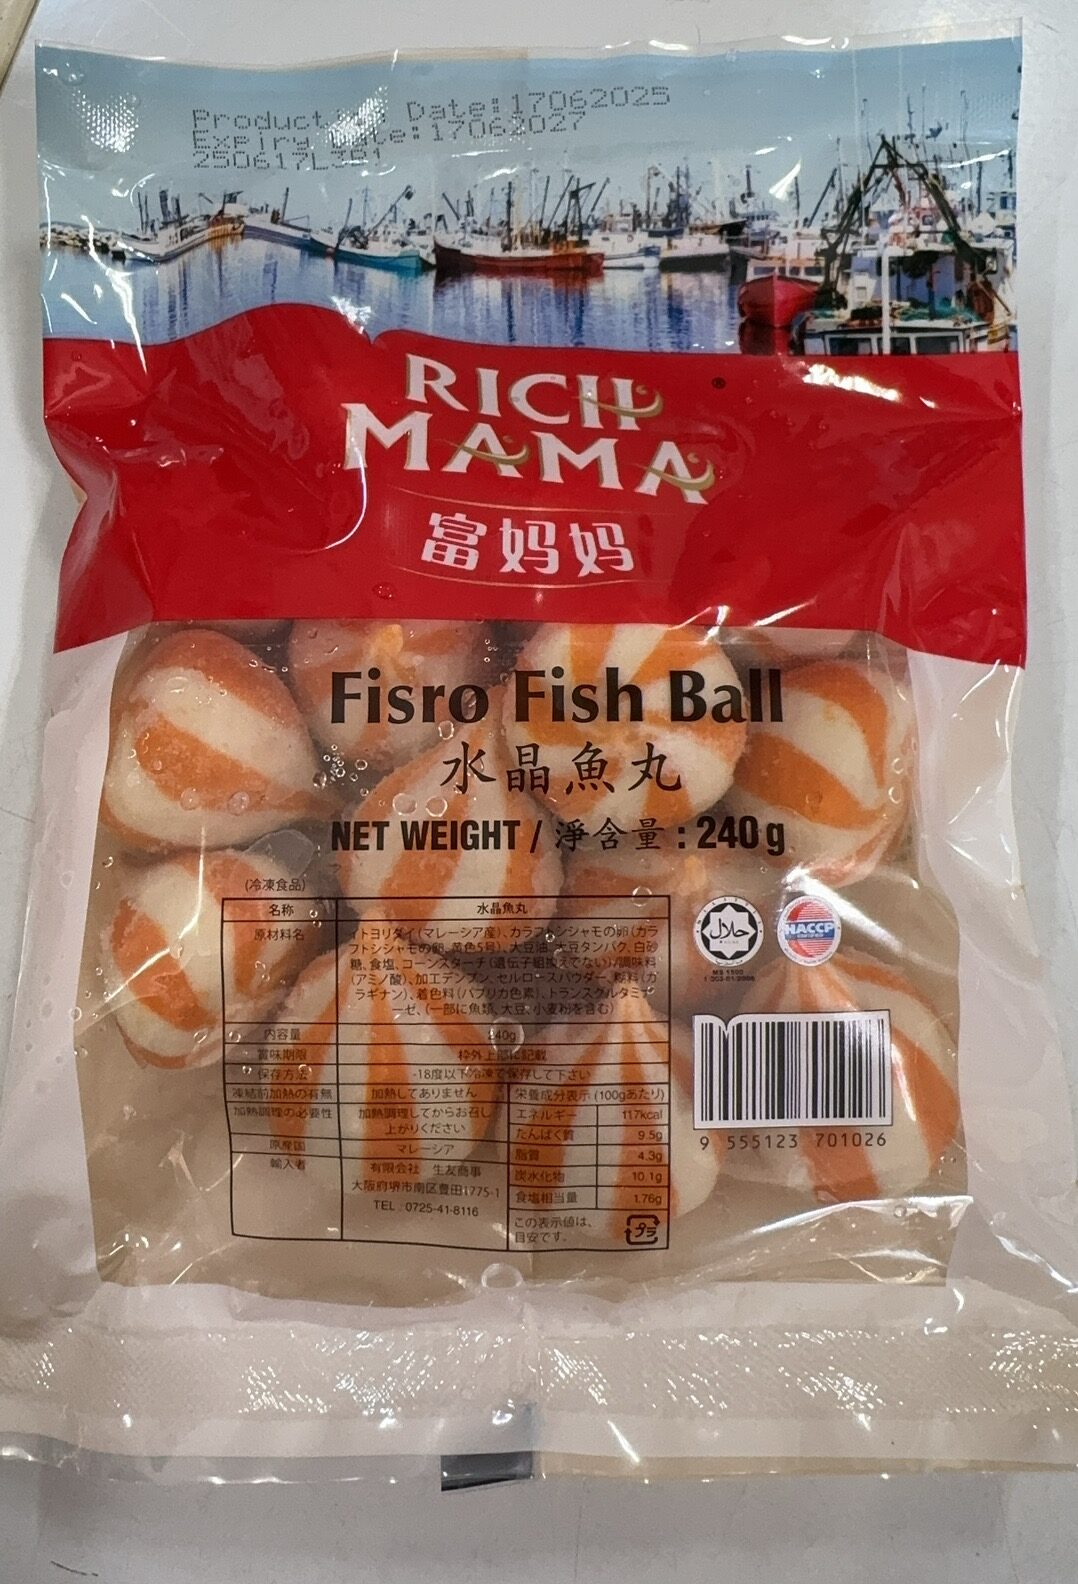 Production Date:17062025
Expiry Date:17062027
250617L3B1
RICH
MAMA
®
富妈妈
Fisro Fish Ball
水晶魚丸
NET WEIGHT / 淨含量 : 240g
(冷凍食品)
名称 水晶魚丸
原材料名 イトヨリダイ(マレーシア産)、カラフトシシャモの卵(カラ
フトシシャモの卵、黄色5号)、大豆油、大豆タンパク、白砂
糖、食塩、コーンスターチ(遺伝子組換えでない)/調味料
(アミノ酸)、加工デンプン、セルロースパウダー、糊料(カ
ラギナン)、着色料(パプリカ色素)、トランスグルタミナ
ーゼ、(一部に魚類、大豆、小麦粉を含む)
内容量 240g
賞味期限 枠外上部に記載
保存方法 -18度以下冷凍で保存して下さい
凍結前加熱の有無 加熱してありません
加熱調理の必要性 加熱調理してからお召し
上がりください
原産国 マレーシア
輸入者 有限会社 生友商事
大阪府堺市南区豊田1775-1
TEL:0725-41-8116
栄養成分表示(100gあたり)
エネルギー 117kcal
たんぱく質 9.5g
脂質 4.3g
炭水化物 10.1g
食塩相当量 1.76g
この表示値は、
目安です。
プラ
حلال
HALAL
MS 1500
HACCP
9 555123 701026